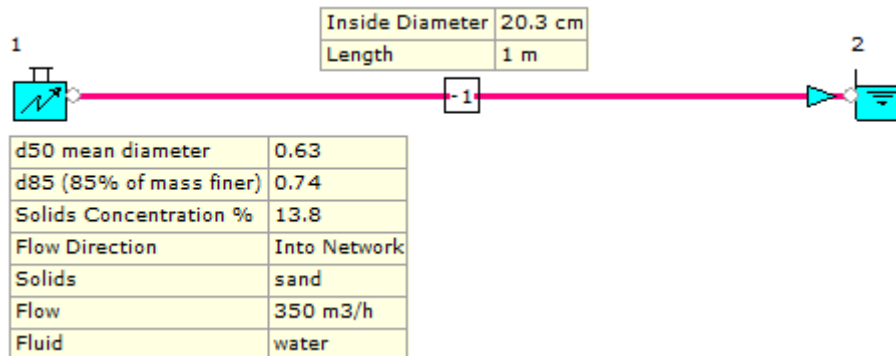 Inside Diameter 20.3 cm
Length 1 m
1
2
-1
d50 mean diameter 0.63
d85 (85% of mass finer) 0.74
Solids Concentration % 13.8
Flow Direction Into Network
Solids sand
Flow 350 m3/h
Fluid water